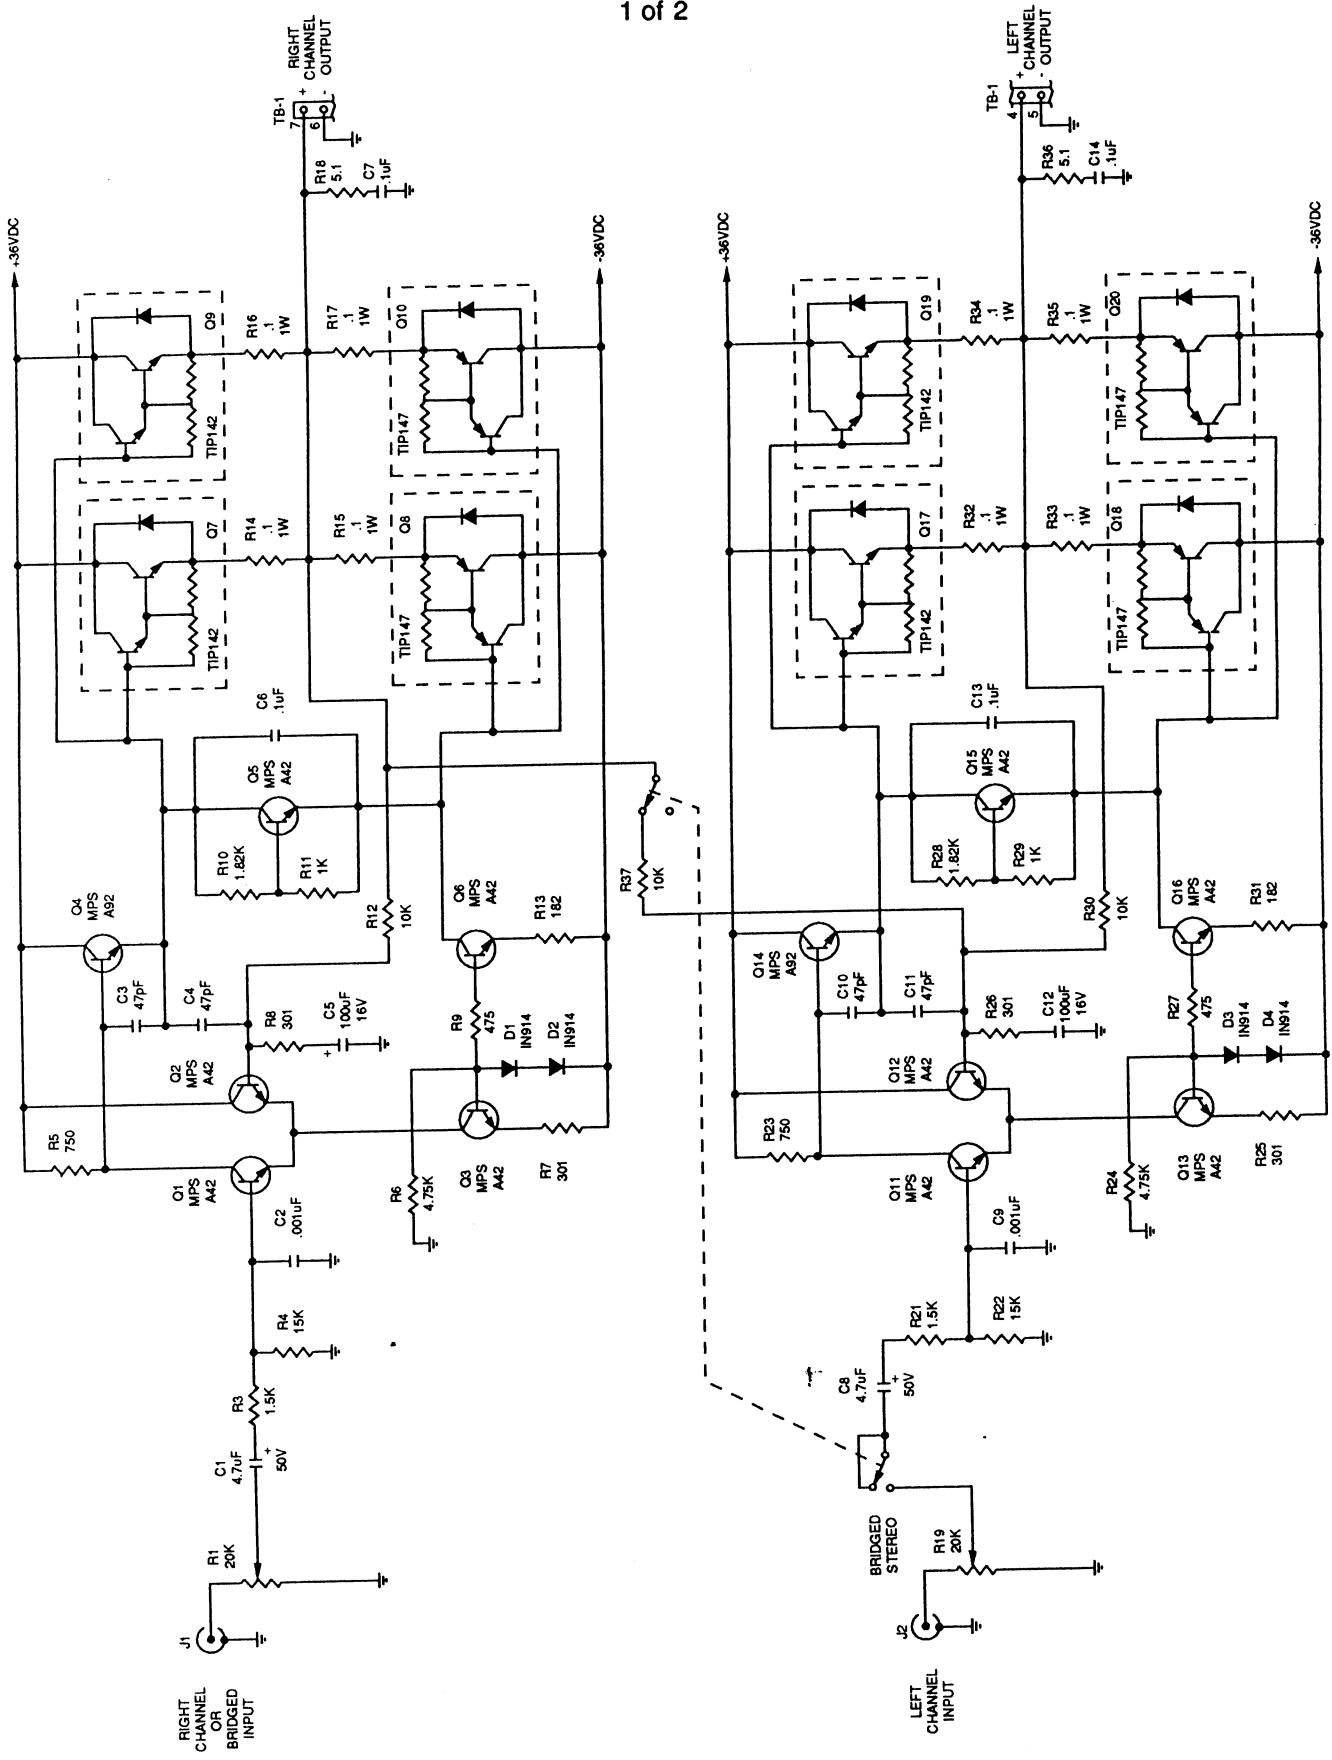 1 of 2
RIGHT
CHANNEL
OUTPUT
TB-1
7
+
6
-
R18
5.1
C7
.1uF
+36VDC
-36VDC
Q9
TIP142
R16
.1
1W
R17
.1
1W
Q10
TIP147
Q7
TIP142
R14
.1
1W
R15
.1
1W
Q8
TIP147
C6
.1uF
Q5
MPS
A42
R10
1.82K
R11
1K
Q4
MPS
A92
R12
10K
Q6
MPS
A42
R13
182
C3
47pF
C4
47pF
R8
301
C5
100uF
16V
+
R9
475
D1
IN914
D2
IN914
Q2
MPS
A42
R5
750
Q1
MPS
A42
Q3
MPS
A42
R7
301
R6
4.75K
C2
.001uF
R4
15K
R3
1.5K
C1
4.7uF
+
50V
R1
20K
J1
RIGHT
CHANNEL
OR
BRIDGED
INPUT
R37
10K
LEFT
CHANNEL
OUTPUT
TB-1
4
+
5
-
R36
5.1
C14
.1uF
+36VDC
-36VDC
Q19
TIP142
R34
.1
1W
R35
.1
1W
Q20
TIP147
Q17
TIP142
R32
.1
1W
R33
.1
1W
Q18
TIP147
C13
.1uF
Q15
MPS
A42
R28
1.82K
R29
1K
Q14
MPS
A92
R30
10K
Q16
MPS
A42
R31
182
C10
47pF
C11
47pF
R26
301
C12
100uF
16V
R27
475
D3
IN914
D4
IN914
Q12
MPS
A42
R23
750
Q11
MPS
A42
Q13
MPS
A42
R25
301
R24
4.75K
C9
.001uF
R22
15K
R21
1.5K
C8
4.7uF
+
50V
BRIDGED
STEREO
R19
20K
J2
LEFT
CHANNEL
INPUT